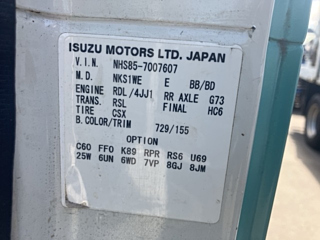 ISUZU MOTORS LTD. JAPAN
V.I.N. NHS85-7007607
M.D. NKS1WE E BB/BD
ENGINE RDL /4JJ1 RR AXLE G73
TRANS. RSL FINAL HC6
TIRE CSX
B.COLOR/TRIM 729/155
OPTION
C60 FFO K89 RPR RS6 U69
25W 6UN 6WD 7VP 8GJ 8JM